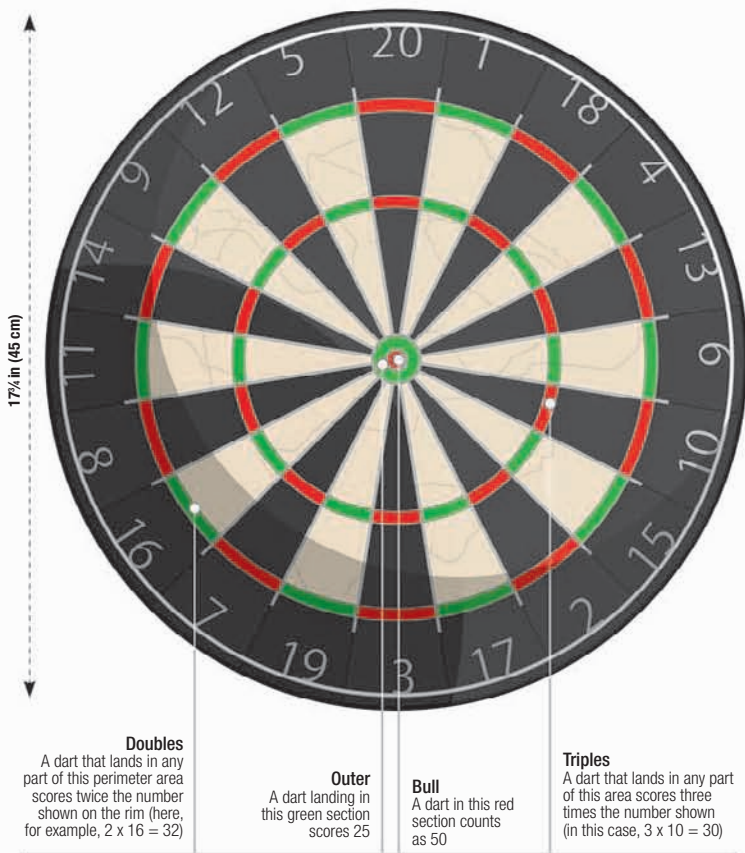 20
1
18
4
13
6
10
15
2
17
3
19
7
16
8
11
14
9
12
5
17¾in (45 cm)
Doubles
A dart that lands in any
part of this perimeter area
scores twice the number
shown on the rim (here,
for example, 2 x 16 = 32)
Outer
A dart landing in
this green section
scores 25
Bull
A dart in this red
section counts
as 50
Triples
A dart that lands in any part
of this area scores three
times the number shown
(in this case, 3 x 10 = 30)